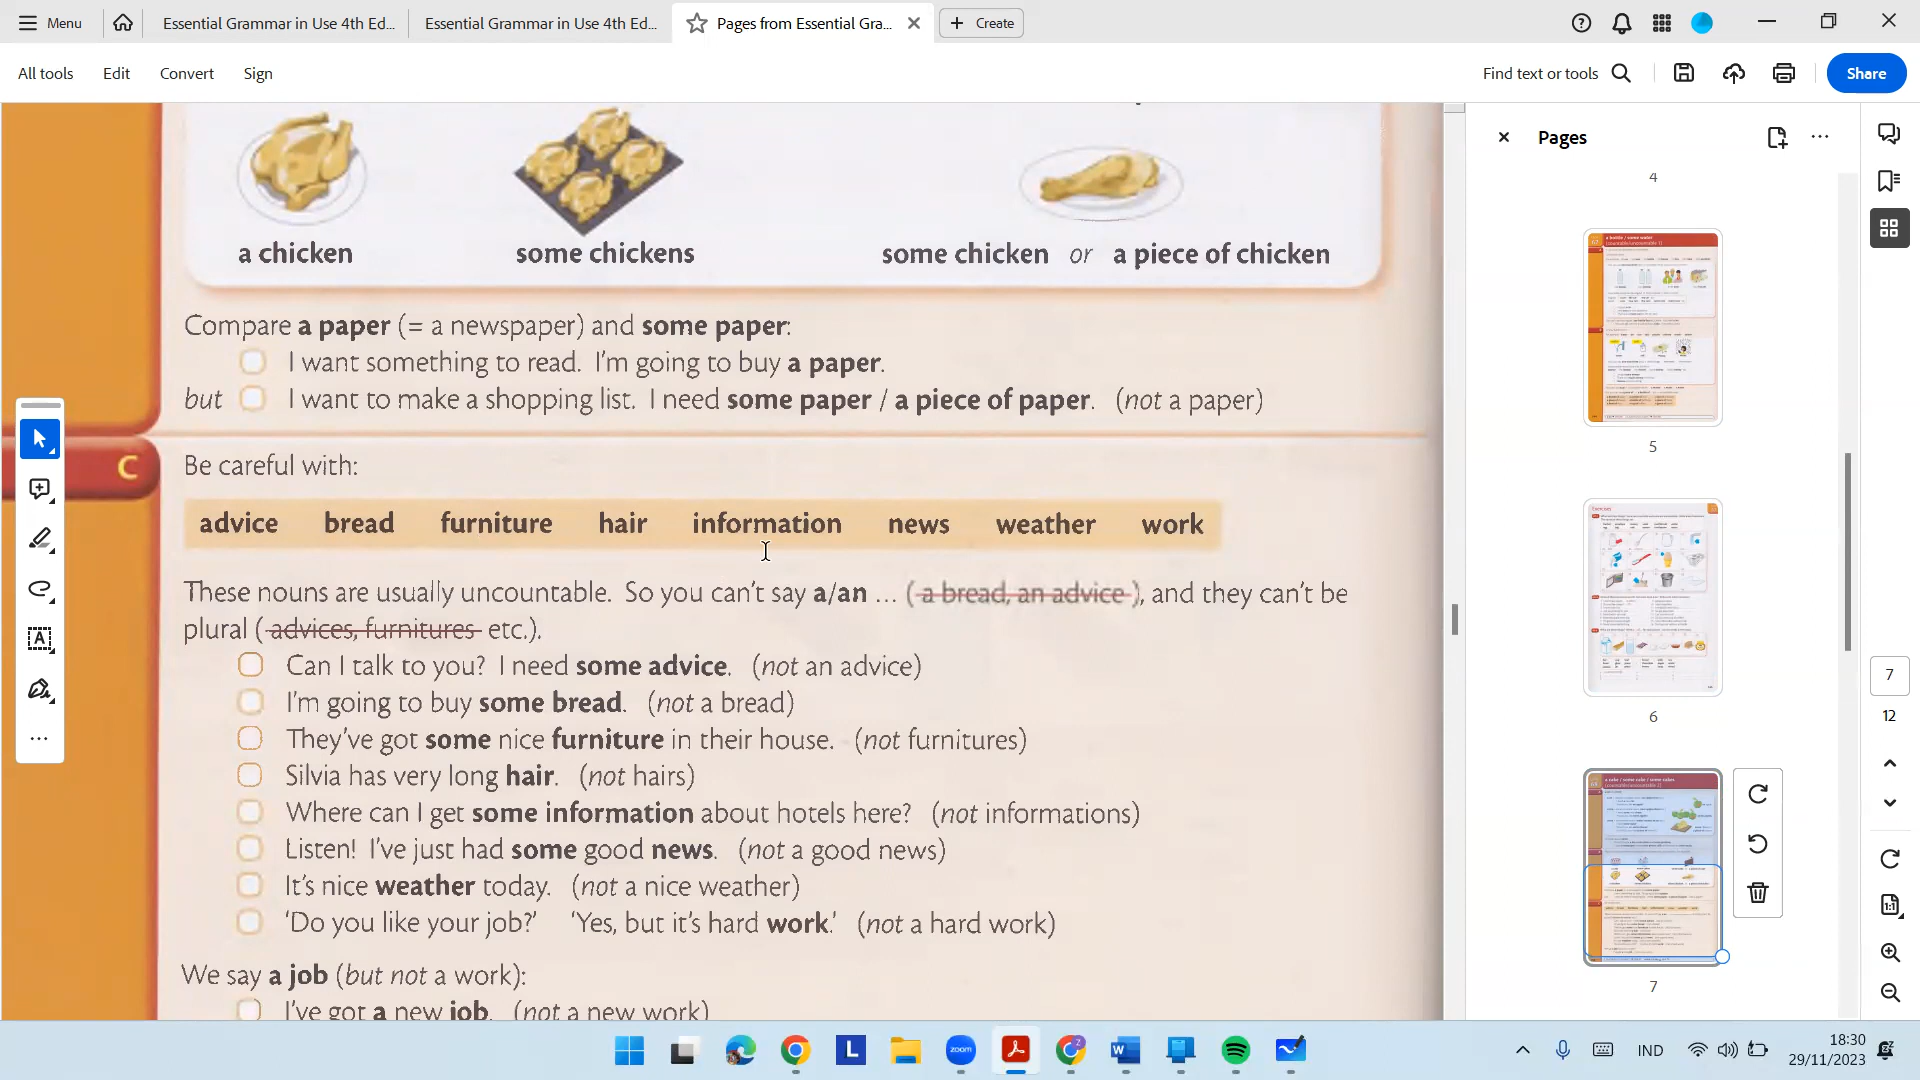 Menu
Essential Grammar in Use 4th Ed...
Essential Grammar in Use 4th Ed...
Pages from Essential Gra...
Create
All tools
Edit
Convert
Sign
Find text or tools
Share
a chicken
some chickens
some chicken or a piece of chicken
Compare a paper (= a newspaper) and some paper:
I want something to read. I'm going to buy a paper.
but I want to make a shopping list. I need some paper / a piece of paper. (not a paper)
C
Be careful with:
advice bread furniture hair information news weather work
These nouns are usually uncountable. So you can't say a/an ... ( a bread, an advice ), and they can't be
plural ( advices, furnitures etc.).
Can I talk to you? I need some advice. (not an advice)
I'm going to buy some bread. (not a bread)
They've got some nice furniture in their house. (not furnitures)
Silvia has very long hair. (not hairs)
Where can I get some information about hotels here? (not informations)
Listen! I've just had some good news. (not a good news)
It's nice weather today. (not a nice weather)
'Do you like your job?' 'Yes, but it's hard work.' (not a hard work)
We say a job (but not a work):
I've got a new job. (not a new work)
Pages
4
5
6
7
7
12
zoom
IND
18:30
29/11/2023